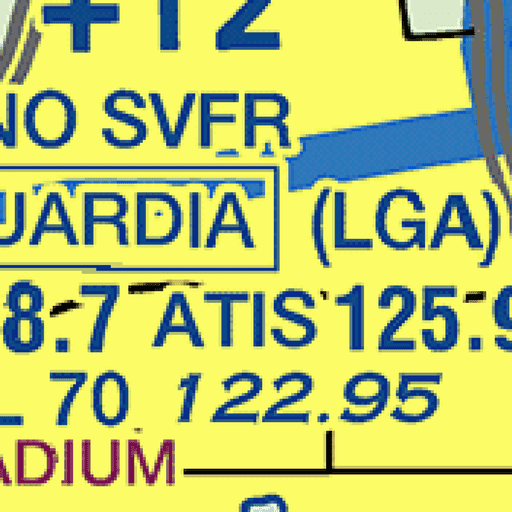 +12
NO SVFR
UARDIA (LGA)
8.7 ATIS 125.9
L 70 122.95
ADIUM